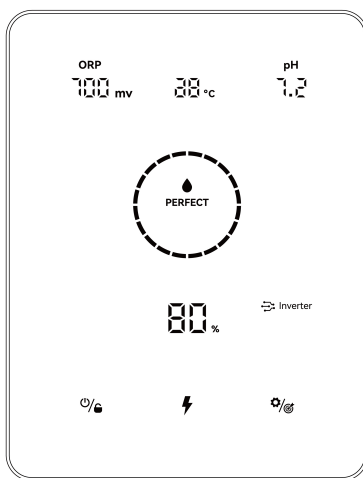 ORP pH
700 mv 28 °C 7.2
PERFECT
80 %
Inverter